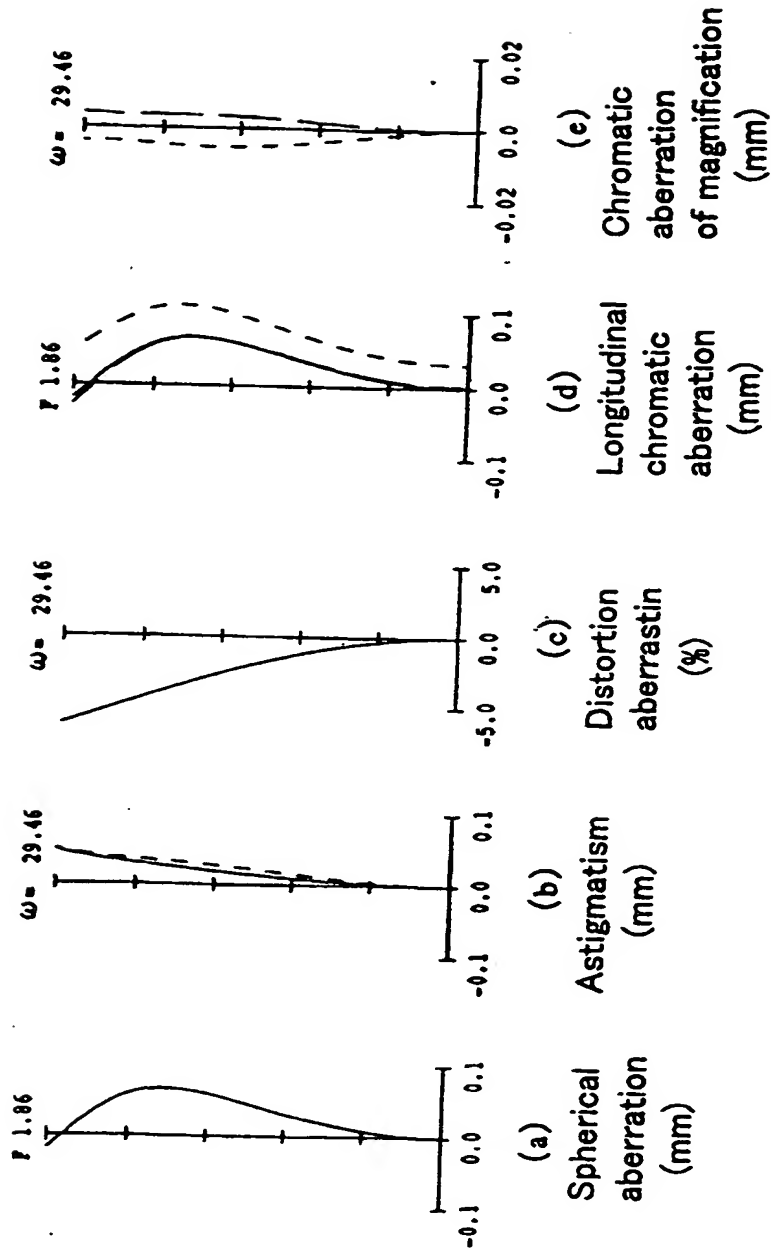 F 1.86
-0.1 0.0 0.1
(a)
Spherical
aberration
(mm)
ω= 29.46
-0.1 0.0 0.1
(b)
Astigmatism
(mm)
ω= 29.46
-5.0 0.0 5.0
(c)
Distortion
aberrastin
(%)
F 1.86
-0.1 0.0 0.1
(d)
Longitudinal
chromatic
aberration
(mm)
ω= 29.46
-0.02 0.0 0.02
(e)
Chromatic
aberration
of magnification
(mm)